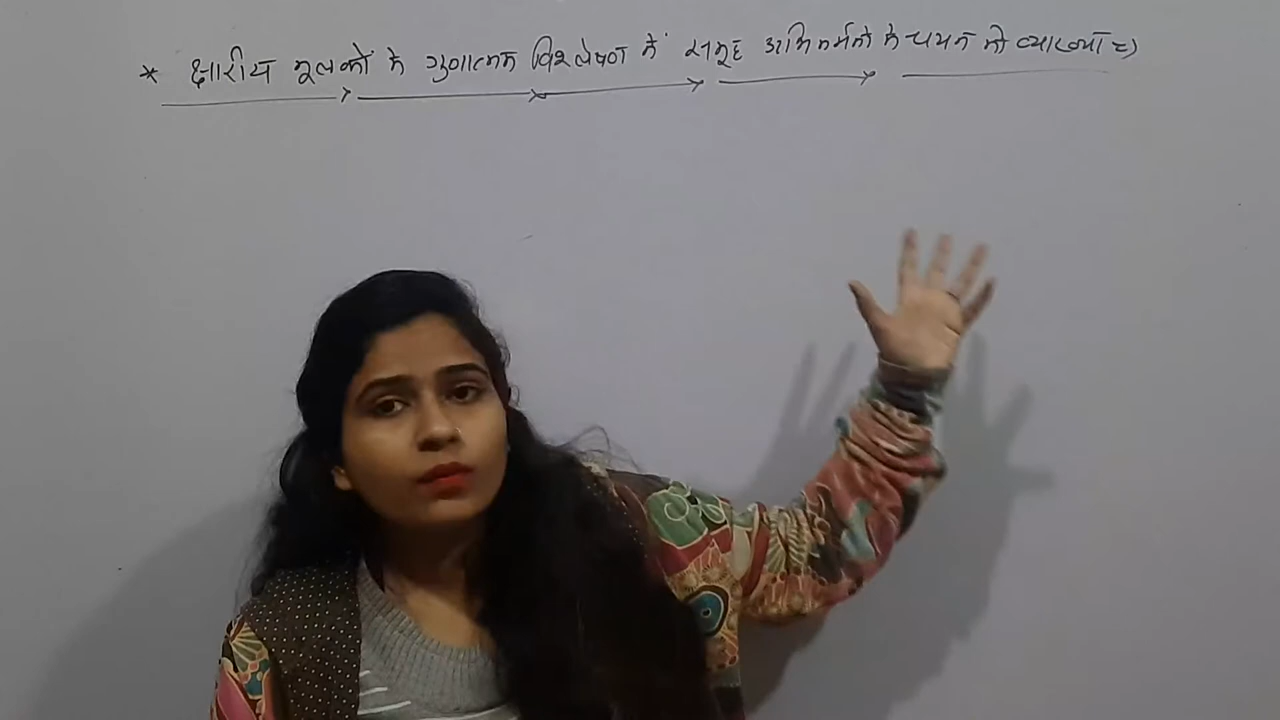 * क्षारीय मूलकों के गुणात्मक विश्लेषण में समूह अभिकर्मकों के चयन की व्याख्या ⇒